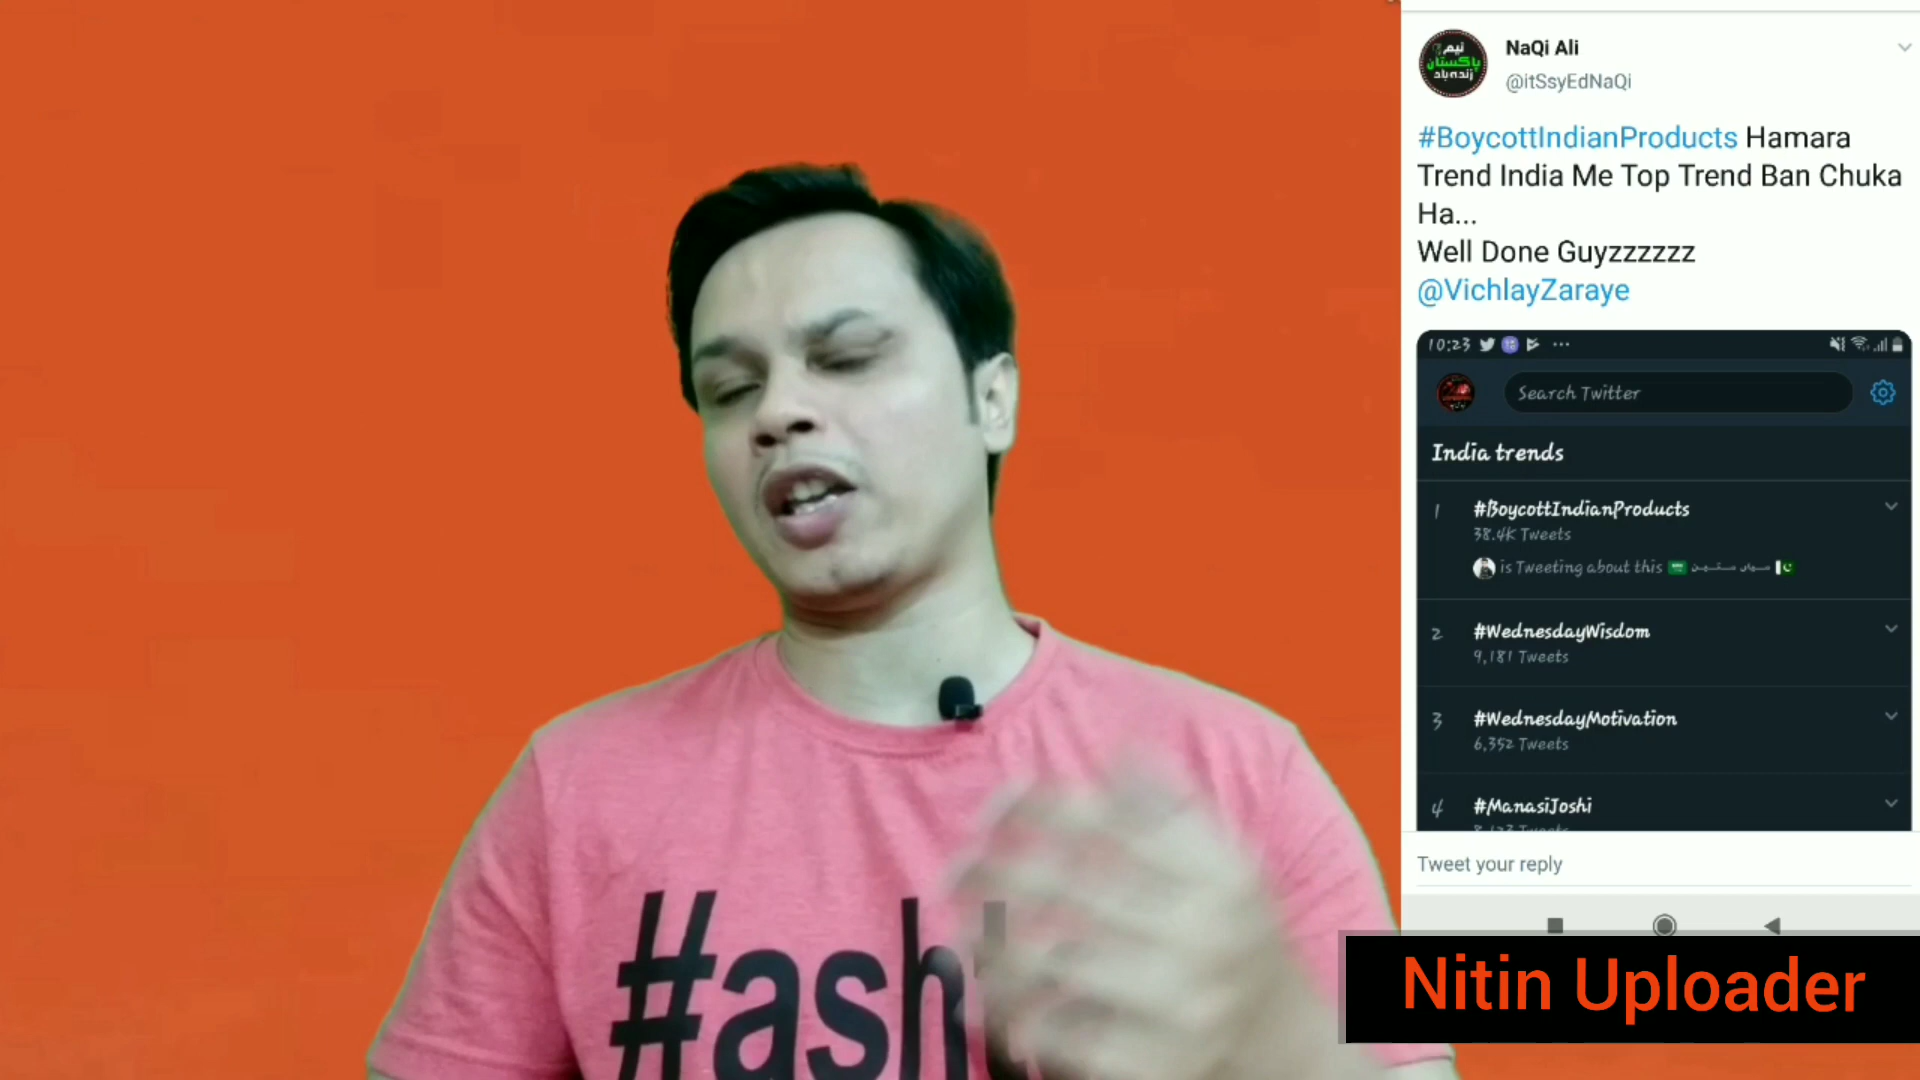 #ash
NaQi Ali
@itSsyEdNaQi
#BoycottIndianProducts Hamara
Trend India Me Top Trend Ban Chuka
Ha...
Well Done Guyzzzzzz
@VichlayZaraye
10:23
Search Twitter
India trends
1 #BoycottIndianProducts
38.4K Tweets
is Tweeting about this
2 #WednesdayWisdom
9,181 Tweets
3 #WednesdayMotivation
6,352 Tweets
4 #ManasiJoshi
Tweet your reply
Nitin Uploader